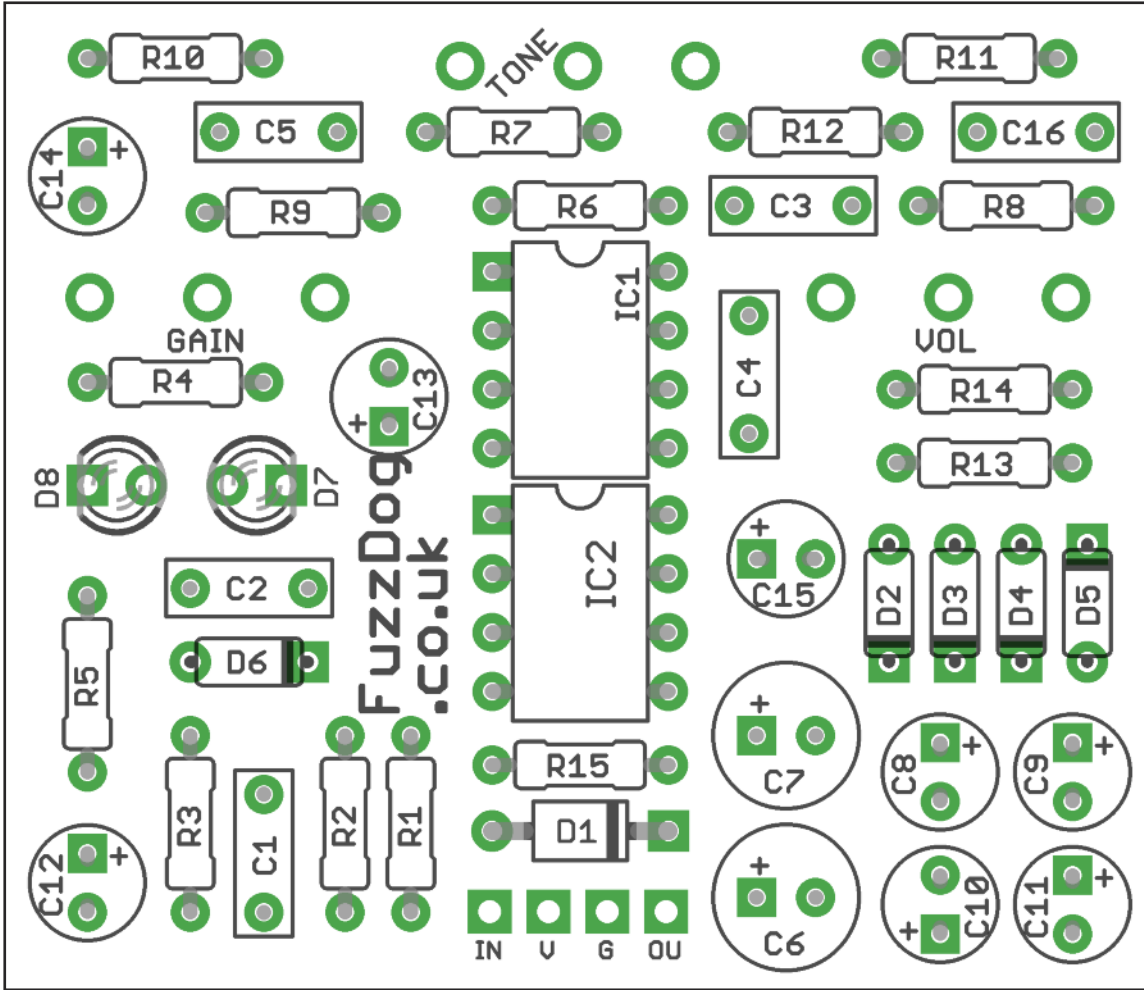 R10
TONE
R11
C5
R7
R12
C16
C14
+
R9
R6
C3
R8
IC1
GAIN
VOL
R4
C13
+
C4
R14
R13
D8
D7
FuzzDog
.co.uk
IC2
+
C15
D2
D3
D4
D5
C2
D6
R5
+
C7
C8
+
C9
+
R15
R3
C1
R2
R1
D1
C12
+
+
C6
C10
+
C11
+
IN
V
G
OU